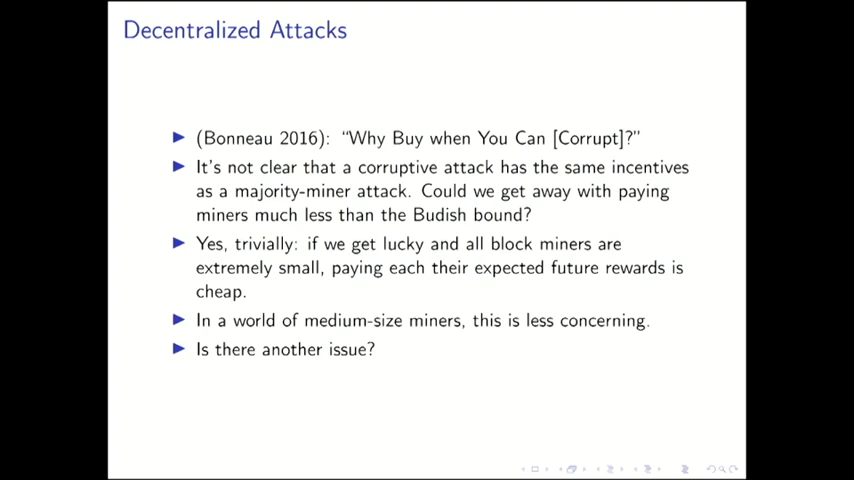 Decentralized Attacks
(Bonneau 2016): “Why Buy when You Can [Corrupt]?”
It's not clear that a corruptive attack has the same incentives
as a majority-miner attack. Could we get away with paying
miners much less than the Budish bound?
Yes, trivially: if we get lucky and all block miners are
extremely small, paying each their expected future rewards is
cheap.
In a world of medium-size miners, this is less concerning.
Is there another issue?